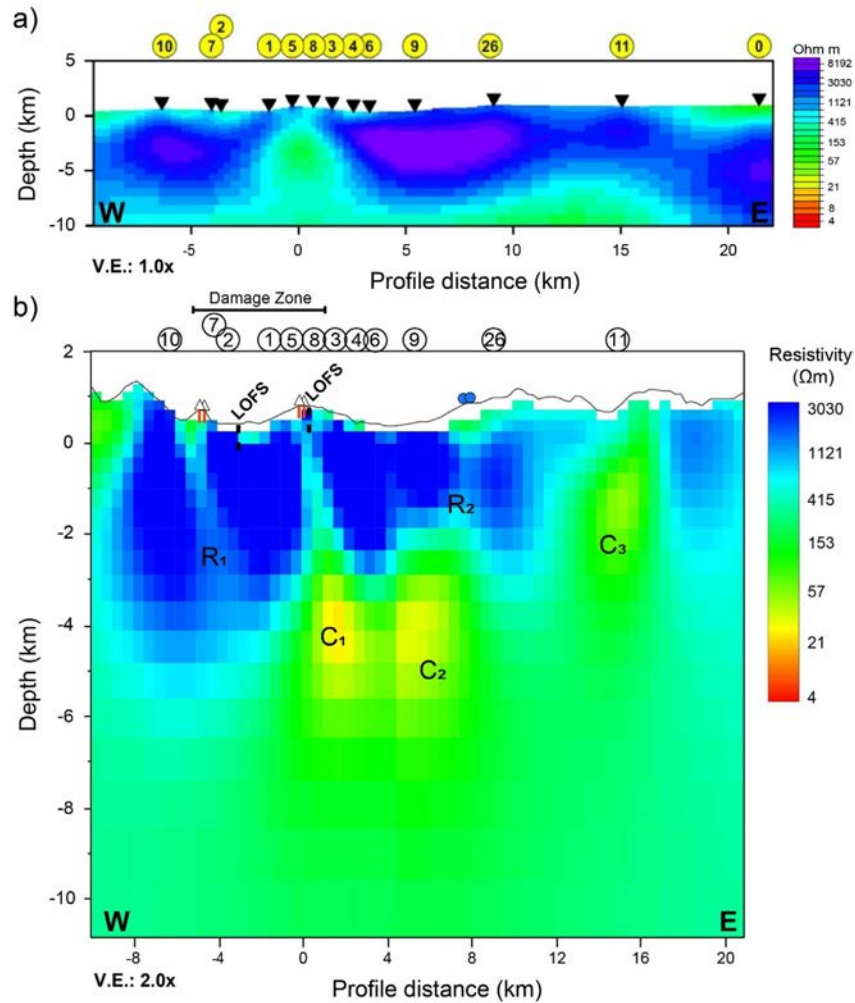 a)
2
10 7 1 5 8 3 4 6 9 26 11 0
Ohm m
8192
3030
1121
415
153
57
21
8
4
5
0
-5
-10
Depth (km)
W E
-5 0 5 10 15 20
V.E.: 1.0x
Profile distance (km)
b)
Damage Zone
7
10 2 1 5 8 3 4 6 9 26 11
2
0
-2
-4
-6
-8
-10
Depth (km)
LOFS LOFS
R₁
R₂
C₁
C₂
C₃
W E
-8 -4 0 4 8 12 16 20
V.E.: 2.0x
Profile distance (km)
Resistivity
(Ωm)
3030
1121
415
153
57
21
4